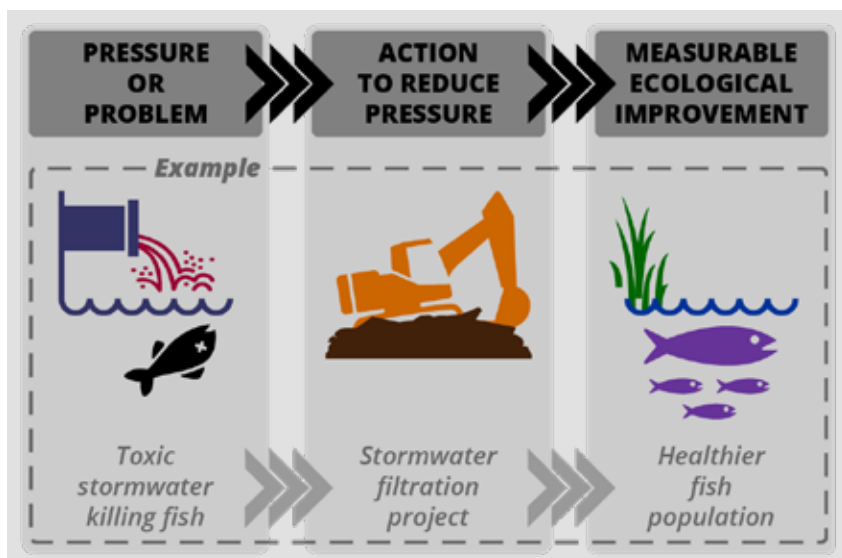 PRESSURE
OR
PROBLEM
ACTION
TO REDUCE
PRESSURE
MEASURABLE
ECOLOGICAL
IMPROVEMENT
Example
Toxic
stormwater
killing fish
Stormwater
filtration
project
Healthier
fish
population